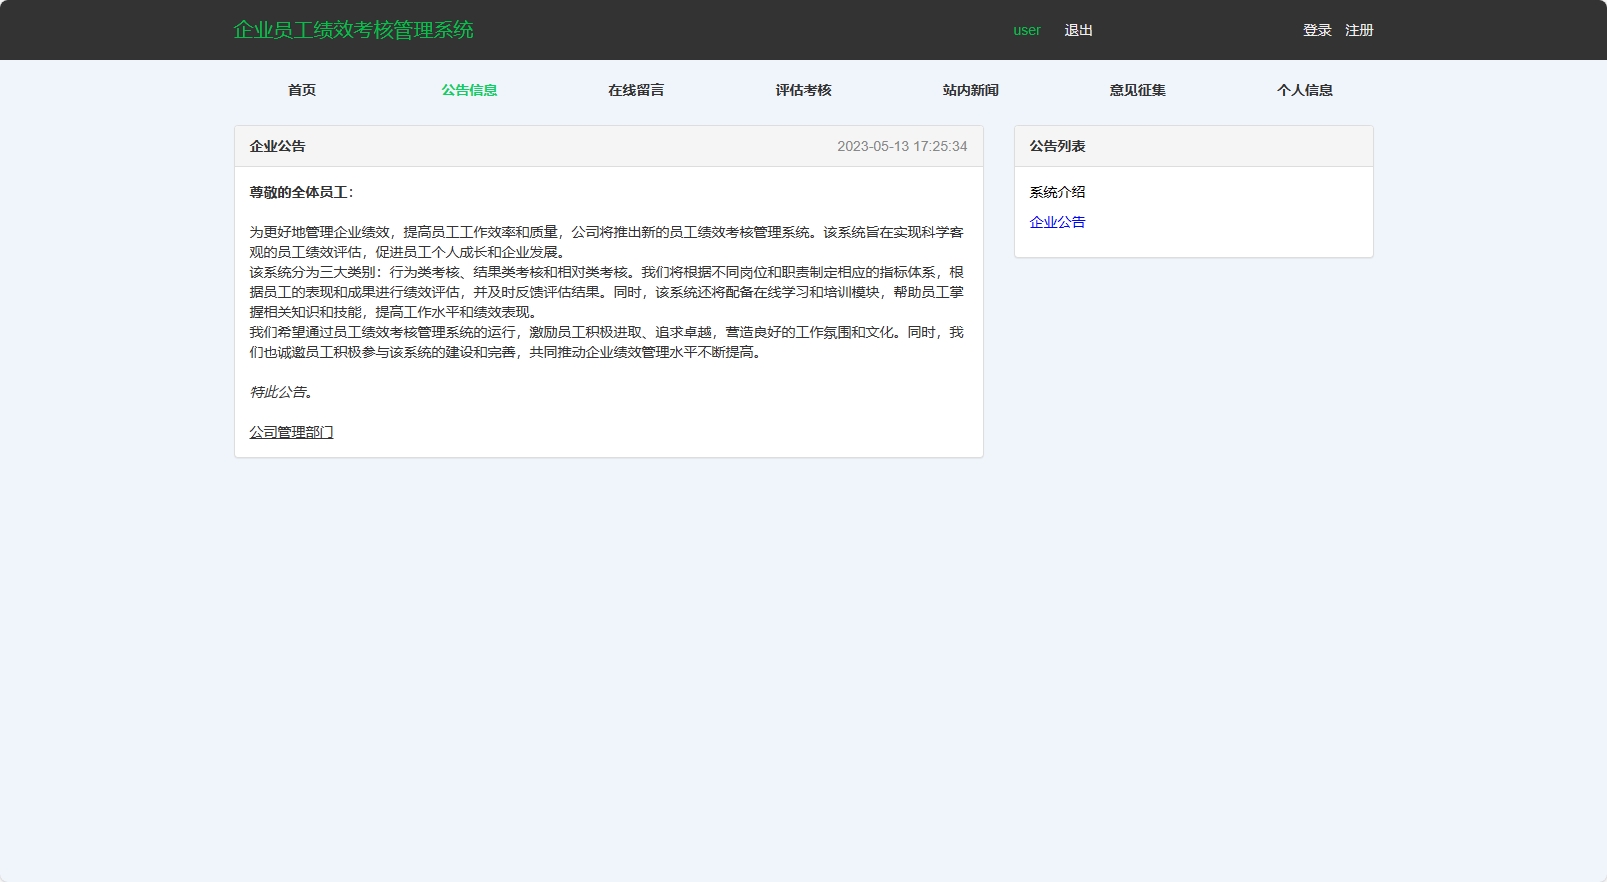 企业员工绩效考核管理系统 user 退出 登录 注册
首页 公告信息 在线留言 评估考核 站内新闻 意见征集 个人信息
企业公告 2023-05-13 17:25:34
尊敬的全体员工：
为更好地管理企业绩效，提高员工工作效率和质量，公司将推出新的员工绩效考核管理系统。该系统旨在实现科学客
观的员工绩效评估，促进员工个人成长和企业发展。
该系统分为三大类别：行为类考核、结果类考核和相对类考核。我们将根据不同岗位和职责制定相应的指标体系，根
据员工的表现和成果进行绩效评估，并及时反馈评估结果。同时，该系统还将配备在线学习和培训模块，帮助员工掌
握相关知识和技能，提高工作水平和绩效表现。
我们希望通过员工绩效考核管理系统的运行，激励员工积极进取、追求卓越，营造良好的工作氛围和文化。同时，我
们也诚邀员工积极参与该系统的建设和完善，共同推动企业绩效管理水平不断提高。
特此公告。
公司管理部门
公告列表
系统介绍
企业公告